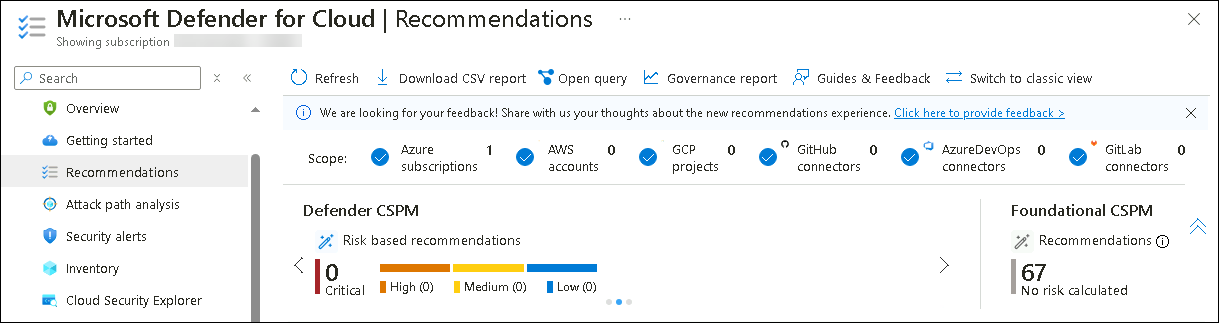 Microsoft Defender for Cloud | Recommendations ...
Showing subscription
Search
Overview
Getting started
Recommendations
Attack path analysis
Security alerts
Inventory
Cloud Security Explorer
Refresh
Download CSV report
Open query
Governance report
Guides & Feedback
Switch to classic view
We are looking for your feedback! Share with us your thoughts about the new recommendations experience. Click here to provide feedback >
Scope:
Azure subscriptions 1
AWS accounts 0
GCP projects 0
GitHub connectors 0
AzureDevOps connectors 0
GitLab connectors 0
Defender CSPM
Risk based recommendations
0
Critical
High (0)
Medium (0)
Low (0)
Foundational CSPM
Recommendations
67
No risk calculated